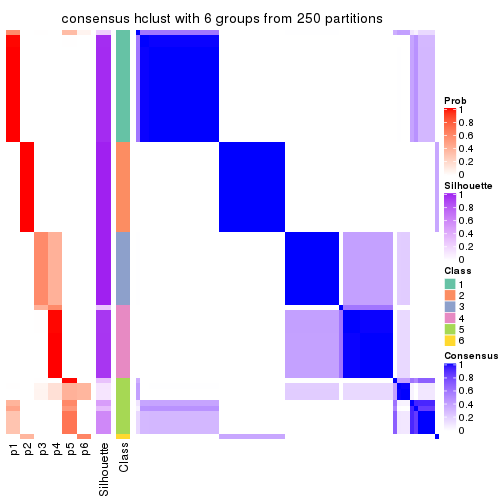 consensus hclust with 6 groups from 250 partitions
Prob
1
0.8
0.6
0.4
0.2
0
Silhouette
1
0.8
0.6
0.4
0.2
0
Class
1
2
3
4
5
6
Consensus
1
0.8
0.6
0.4
0.2
0
p1
p2
p3
p4
p5
p6
Silhouette
Class